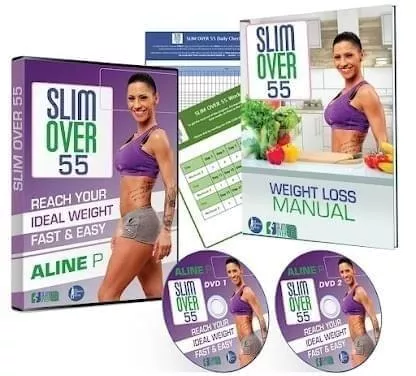 SLIM OVER 55
SLIM
OVER
55
REACH YOUR
IDEAL WEIGHT
FAST & EASY
ALINE P
SLIM OVER 55 Daily
SLIM OVER 55
SLIM
OVER
55
WEIGHT LOSS
MANUAL
ALINE P
DVD 1
SLIM
OVER
55
REACH YOUR
IDEAL WEIGHT
FAST & EASY
ALINE P
DVD 2
SLIM
OVER
55
REACH YOUR
IDEAL WEIGHT
FAST & EASY